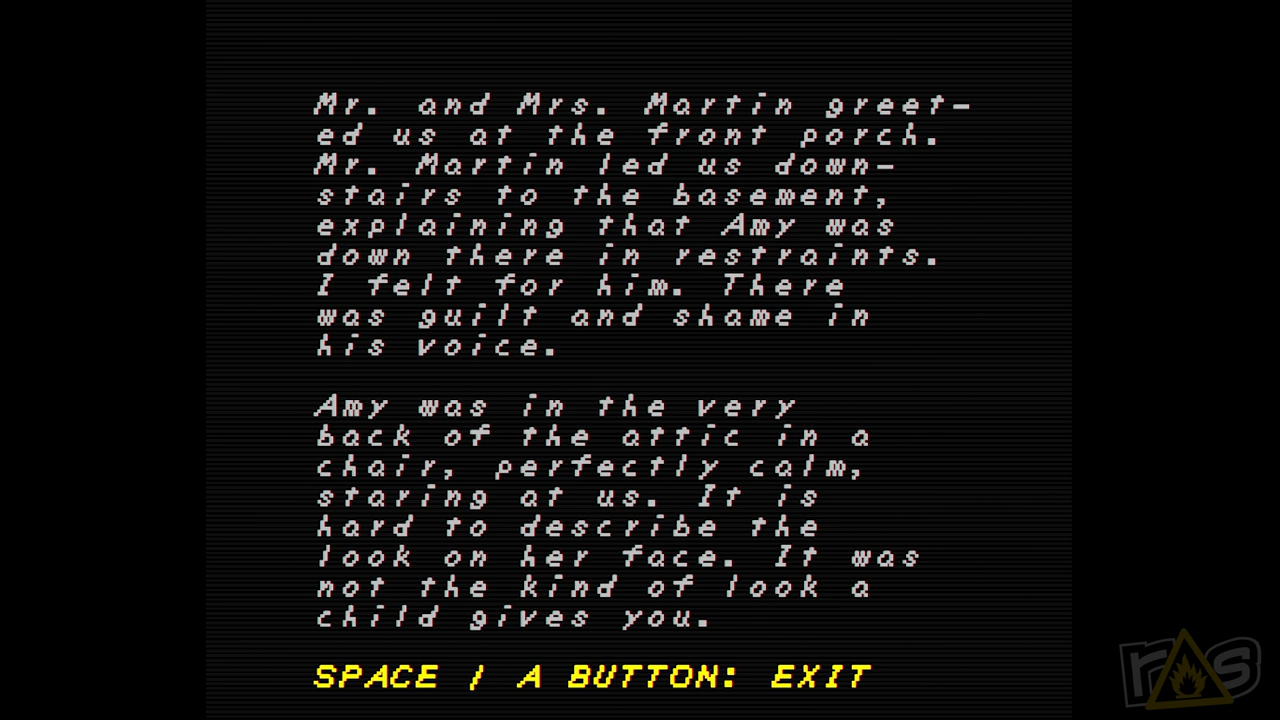 Mr. and Mrs. Martin greet-
ed us at the front porch.
Mr. Martin led us down-
stairs to the basement,
explaining that Amy was
down there in restraints.
I felt for him. There
was guilt and shame in
his voice.
Amy was in the very
back of the attic in a
chair, perfectly calm,
staring at us. It is
hard to describe the
look on her face. It was
not the kind of look a
child gives you.
SPACE / A BUTTON: EXIT
ras